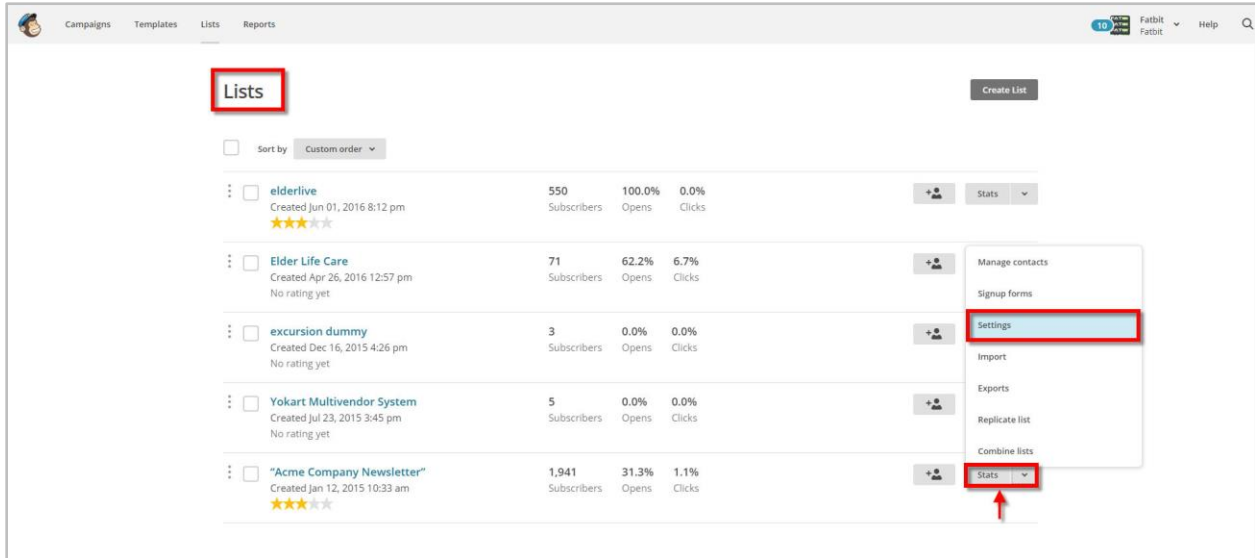 Campaigns Templates Lists Reports
10 Fatbit Help
Fatbit
Lists
Create List
Sort by Custom order
elderlive 550 100.0% 0.0% Stats
Created Jun 01, 2016 8:12 pm Subscribers Opens Clicks
Elder Life Care 71 62.2% 6.7%
Created Apr 26, 2016 12:57 pm Subscribers Opens Clicks
No rating yet
excursion dummy 3 0.0% 0.0%
Created Dec 16, 2015 4:26 pm Subscribers Opens Clicks
No rating yet
Yokart Multivendor System 5 0.0% 0.0%
Created Jul 23, 2015 3:45 pm Subscribers Opens Clicks
No rating yet
“Acme Company Newsletter” 1,941 31.3% 1.1%
Created Jan 12, 2015 10:33 am Subscribers Opens Clicks
Manage contacts
Signup forms
Settings
Import
Exports
Replicate list
Combine lists
Stats